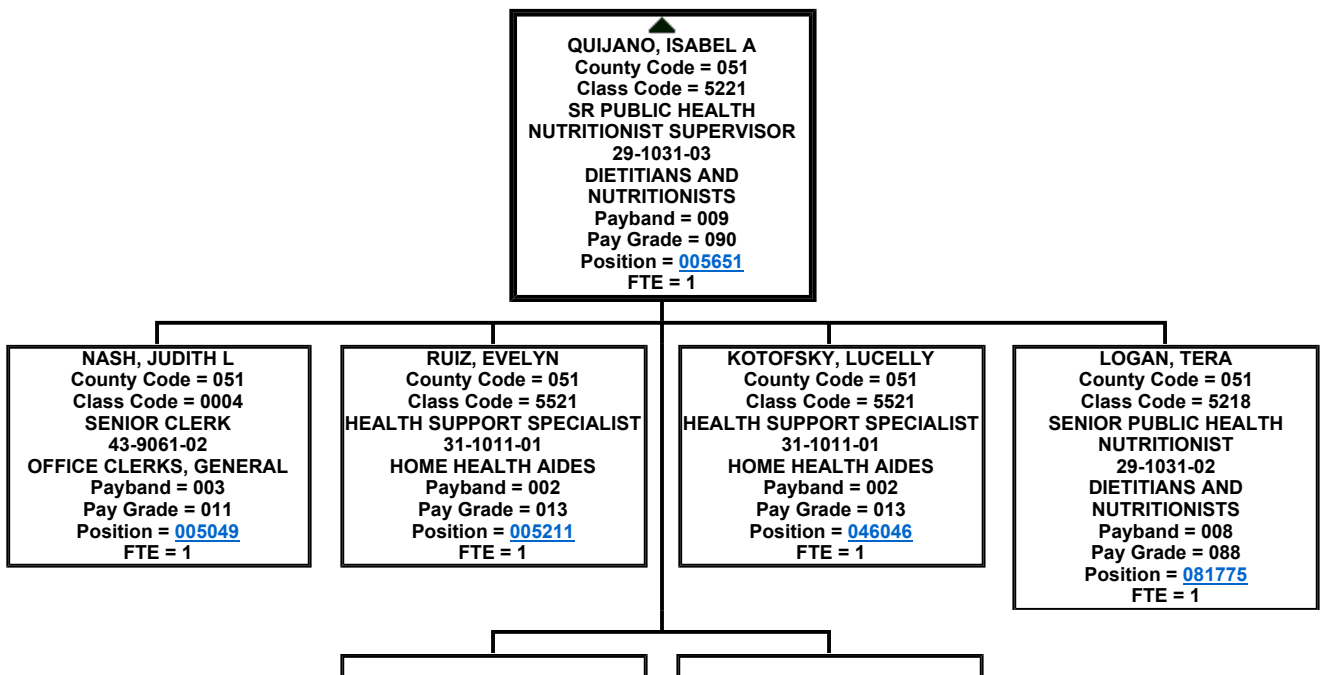 QUIJANO, ISABEL A
County Code = 051
Class Code = 5221
SR PUBLIC HEALTH
NUTRITIONIST SUPERVISOR
29-1031-03
DIETITIANS AND
NUTRITIONISTS
Payband = 009
Pay Grade = 090
Position = 005651
FTE = 1
NASH, JUDITH L
County Code = 051
Class Code = 0004
SENIOR CLERK
43-9061-02
OFFICE CLERKS, GENERAL
Payband = 003
Pay Grade = 011
Position = 005049
FTE = 1
RUIZ, EVELYN
County Code = 051
Class Code = 5521
HEALTH SUPPORT SPECIALIST
31-1011-01
HOME HEALTH AIDES
Payband = 002
Pay Grade = 013
Position = 005211
FTE = 1
KOTOFSKY, LUCELLY
County Code = 051
Class Code = 5521
HEALTH SUPPORT SPECIALIST
31-1011-01
HOME HEALTH AIDES
Payband = 002
Pay Grade = 013
Position = 046046
FTE = 1
LOGAN, TERA
County Code = 051
Class Code = 5218
SENIOR PUBLIC HEALTH
NUTRITIONIST
29-1031-02
DIETITIANS AND
NUTRITIONISTS
Payband = 008
Pay Grade = 088
Position = 081775
FTE = 1